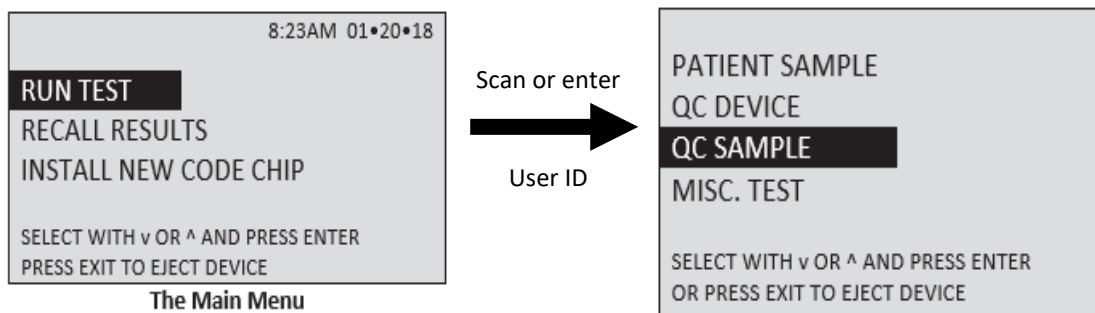 8:23AM 01•20•18
RUN TEST
RECALL RESULTS
INSTALL NEW CODE CHIP
SELECT WITH v OR ^ AND PRESS ENTER
PRESS EXIT TO EJECT DEVICE
The Main Menu
Scan or enter
User ID
PATIENT SAMPLE
QC DEVICE
QC SAMPLE
MISC. TEST
SELECT WITH v OR ^ AND PRESS ENTER
OR PRESS EXIT TO EJECT DEVICE